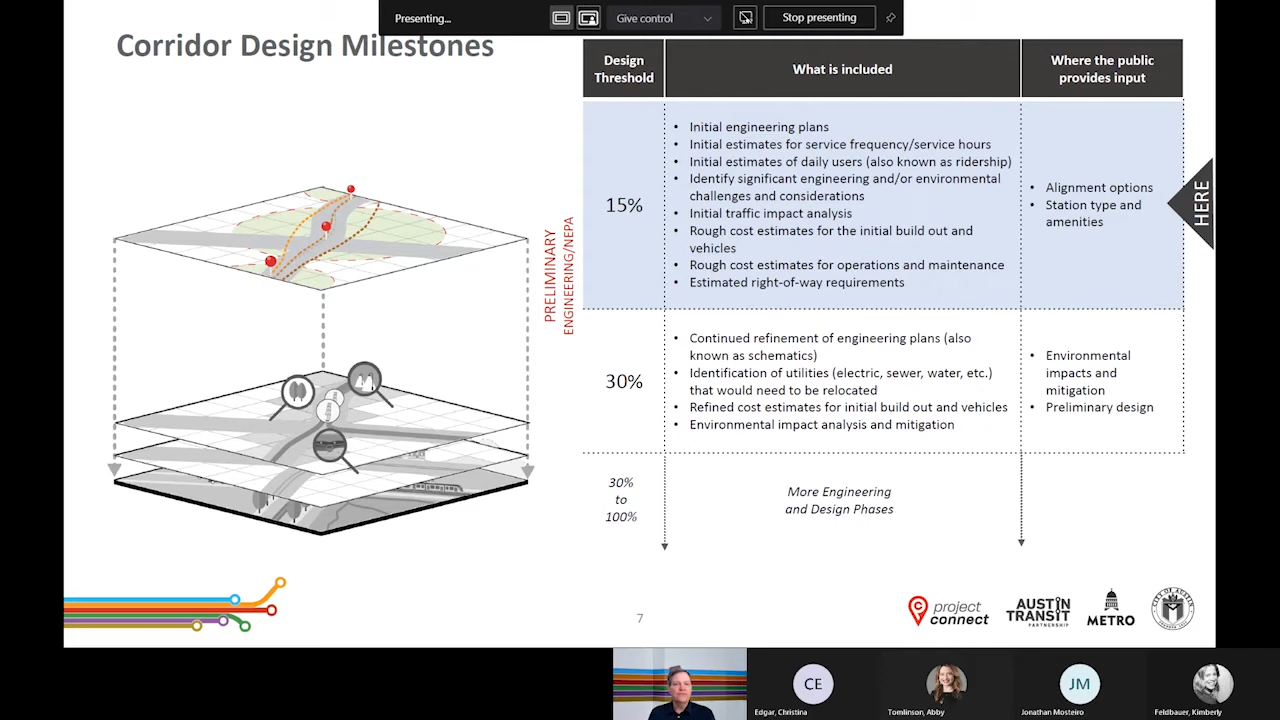 Presenting...
Give control
Stop presenting
Corridor Design Milestones
Design
Threshold
What is included
Where the public
provides input
15%
• Initial engineering plans
• Initial estimates for service frequency/service hours
• Initial estimates of daily users (also known as ridership)
• Identify significant engineering and/or environmental
challenges and considerations
• Initial traffic impact analysis
• Rough cost estimates for the initial build out and
vehicles
• Rough cost estimates for operations and maintenance
• Estimated right-of-way requirements
• Alignment options
• Station type and
amenities
HERE
PRELIMINARY
ENGINEERING/NEPA
30%
• Continued refinement of engineering plans (also
known as schematics)
• Identification of utilities (electric, sewer, water, etc.)
that would need to be relocated
• Refined cost estimates for initial build out and vehicles
• Environmental impact analysis and mitigation
• Environmental
impacts and
mitigation
• Preliminary design
30%
to
100%
More Engineering
and Design Phases
7
project
connect
AUSTIN
TRANSIT
PARTNERSHIP
METRO
CITY OF AUSTIN
CE
Edgar, Christina
Tomlinson, Abby
JM
Jonathan Mosteiro
Feldbauer, Kimberly